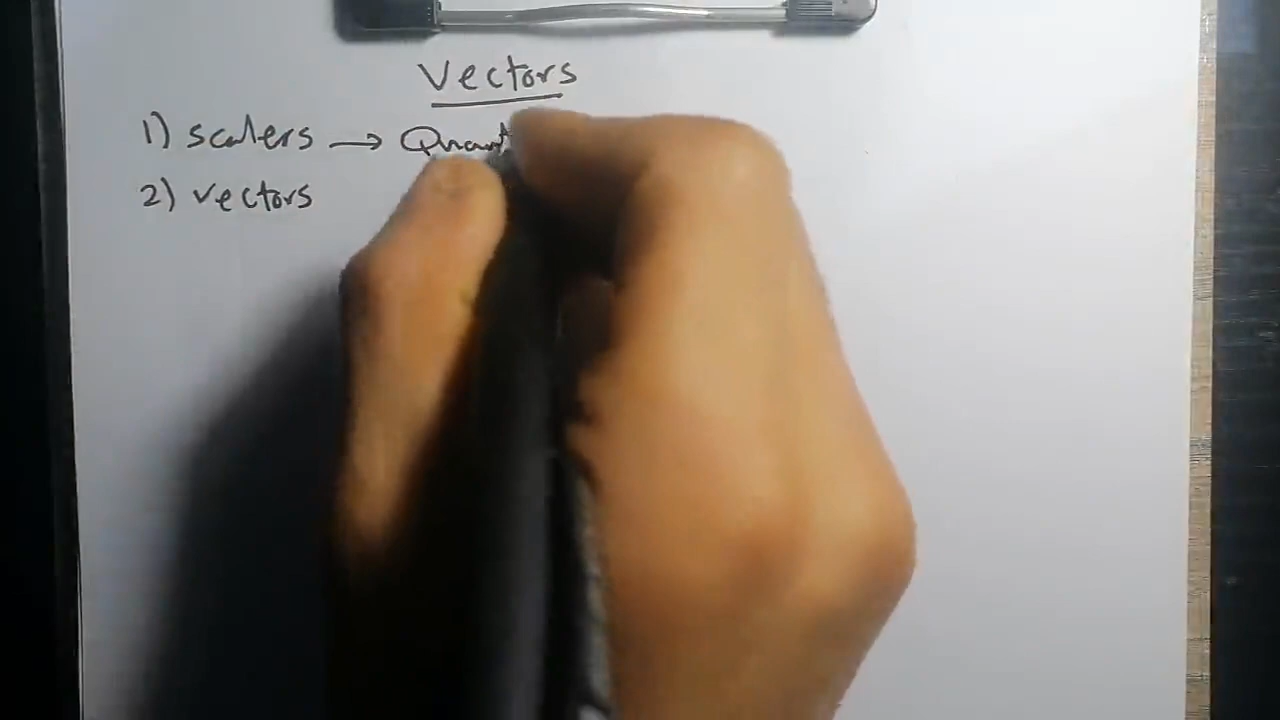 Vectors
1) scalers → Quant
2) vectors